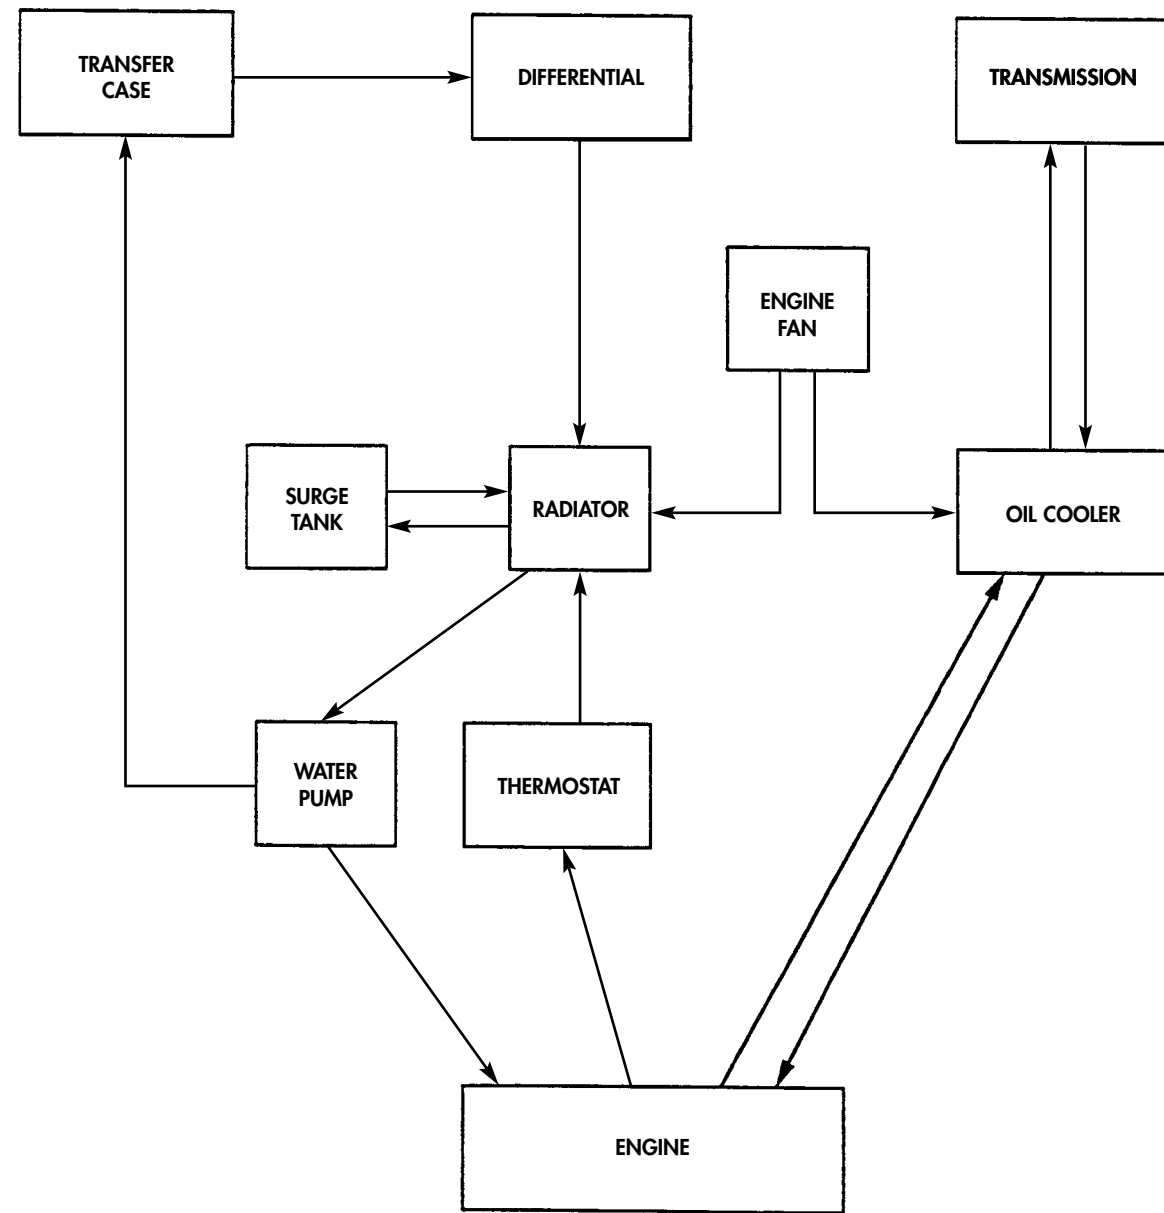 TRANSFER
CASE
DIFFERENTIAL
TRANSMISSION
ENGINE
FAN
SURGE
TANK
RADIATOR
OIL COOLER
WATER
PUMP
THERMOSTAT
ENGINE